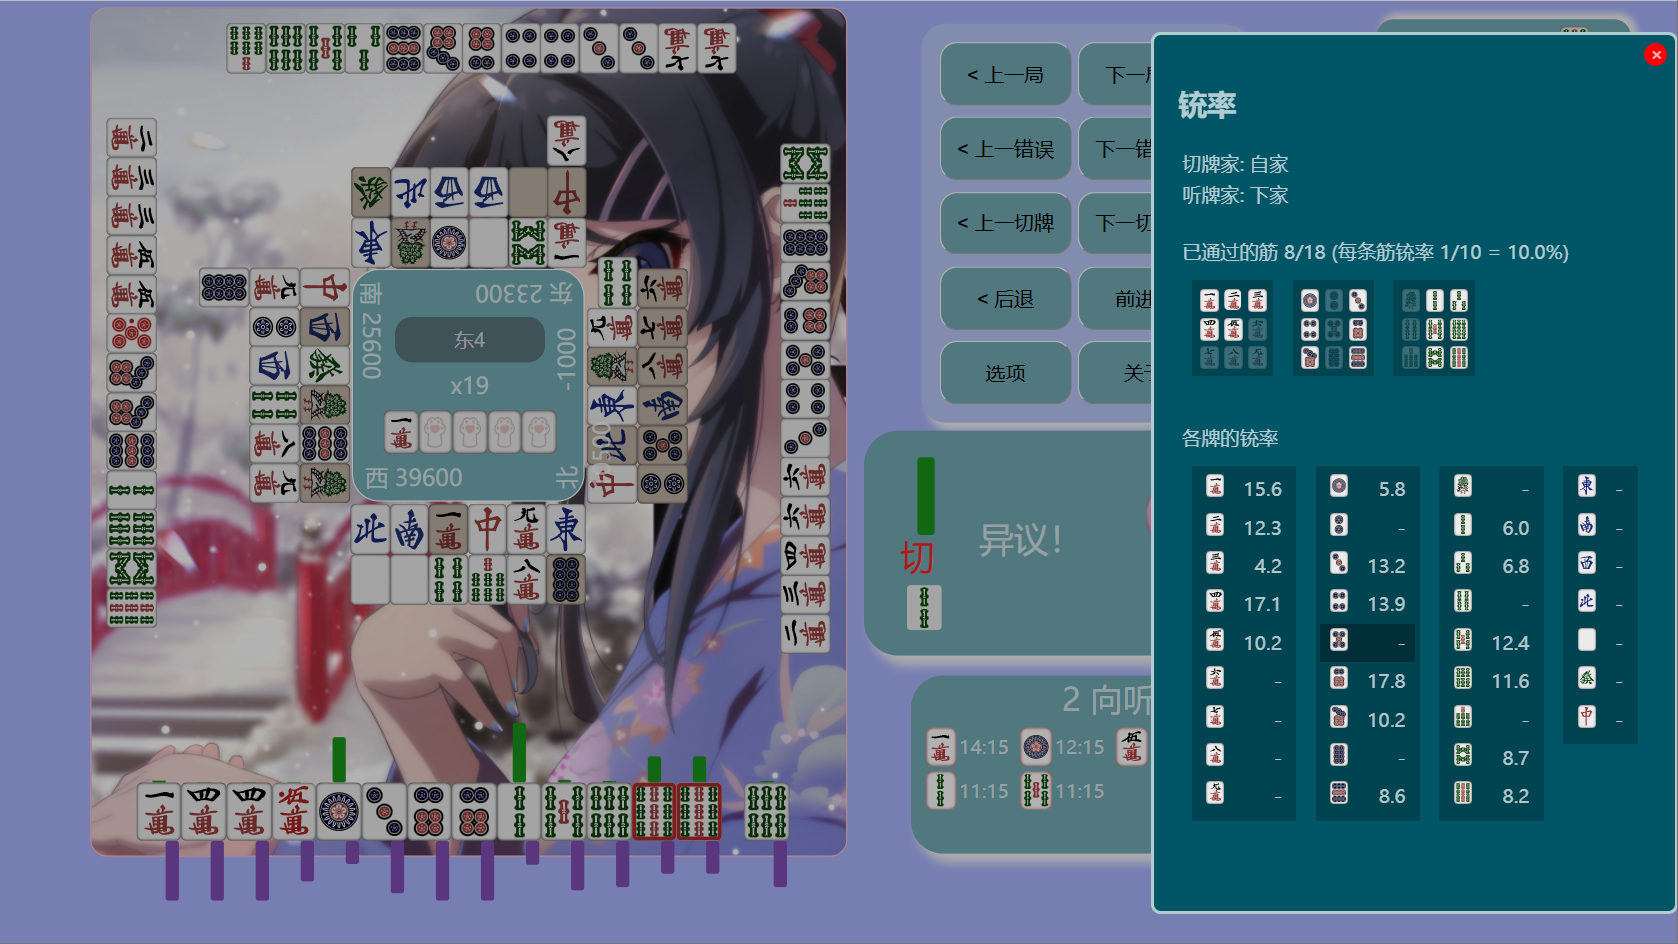 东 23300
南 25600
-1000
东4
x19
西 39600
北
< 上一局
< 上一错误
下一错
< 上一切牌
下一切
< 后退
前进
选项
异议!
切
2 向听
14:15
12:15
11:15
11:15
×
铳率
切牌家: 自家
听牌家: 下家
已通过的筋 8/18 (每条筋铳率 1/10 = 10.0%)
各牌的铳率
15.6 5.8 - -
12.3 - 6.0 -
4.2 13.2 6.8 -
17.1 13.9 - -
10.2 - 12.4 -
- 17.8 11.6 -
- 10.2 - -
- - 8.7
- 8.6 8.2